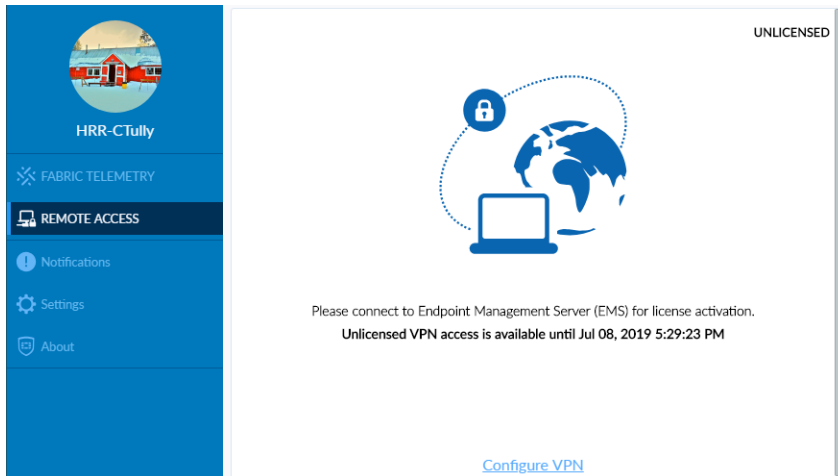 HRR-CTully
FABRIC TELEMETRY
REMOTE ACCESS
Notifications
Settings
About
UNLICENSED
Please connect to Endpoint Management Server (EMS) for license activation.
Unlicensed VPN access is available until Jul 08, 2019 5:29:23 PM
Configure VPN